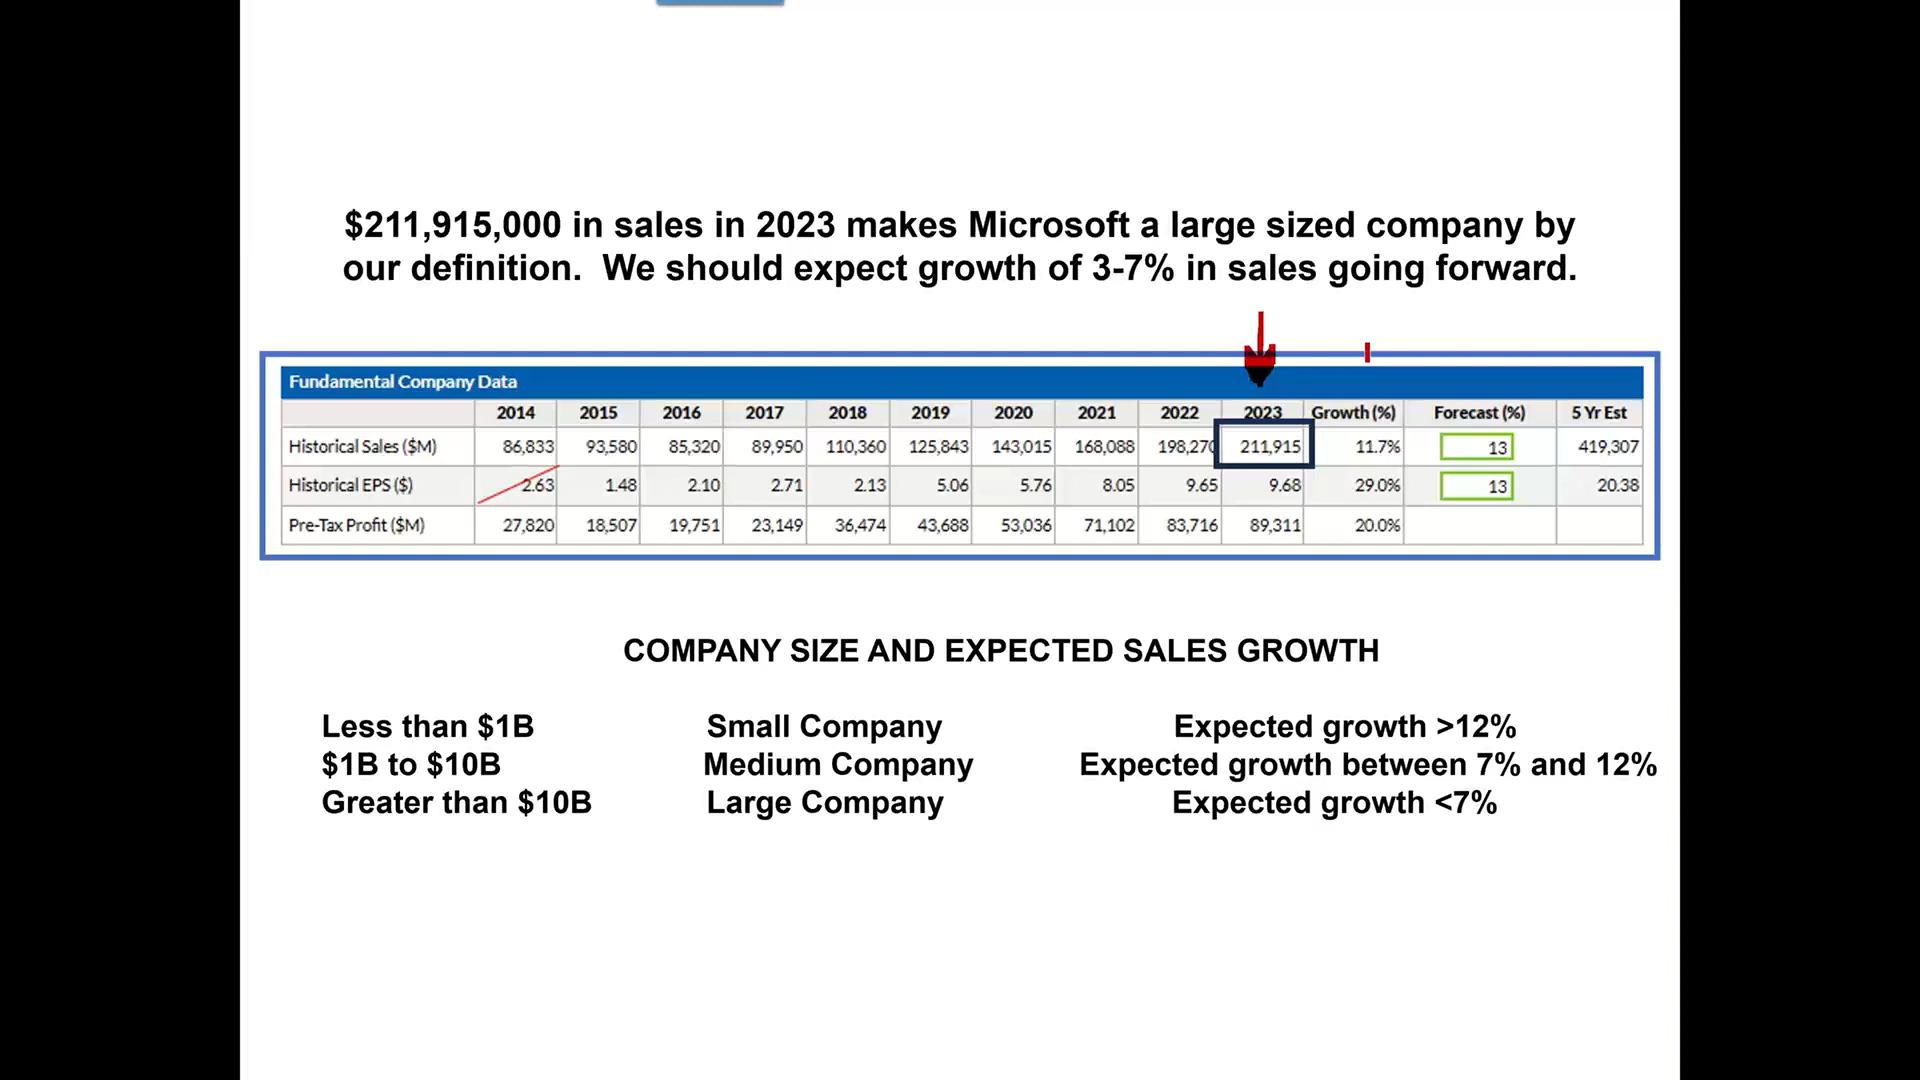 $211,915,000 in sales in 2023 makes Microsoft a large sized company by
our definition.  We should expect growth of 3-7% in sales going forward.
Fundamental Company Data
2014 2015 2016 2017 2018 2019 2020 2021 2022 2023 Growth (%) Forecast (%) 5 Yr Est
Historical Sales ($M) 86,833 93,580 85,320 89,950 110,360 125,843 143,015 168,088 198,270 211,915 11.7% 13 419,307
Historical EPS ($) 2.63 1.48 2.10 2.71 2.13 5.06 5.76 8.05 9.65 9.68 29.0% 13 20.38
Pre-Tax Profit ($M) 27,820 18,507 19,751 23,149 36,474 43,688 53,036 71,102 83,716 89,311 20.0%
COMPANY SIZE AND EXPECTED SALES GROWTH
Less than $1B Small Company Expected growth >12%
$1B to $10B Medium Company Expected growth between 7% and 12%
Greater than $10B Large Company Expected growth <7%